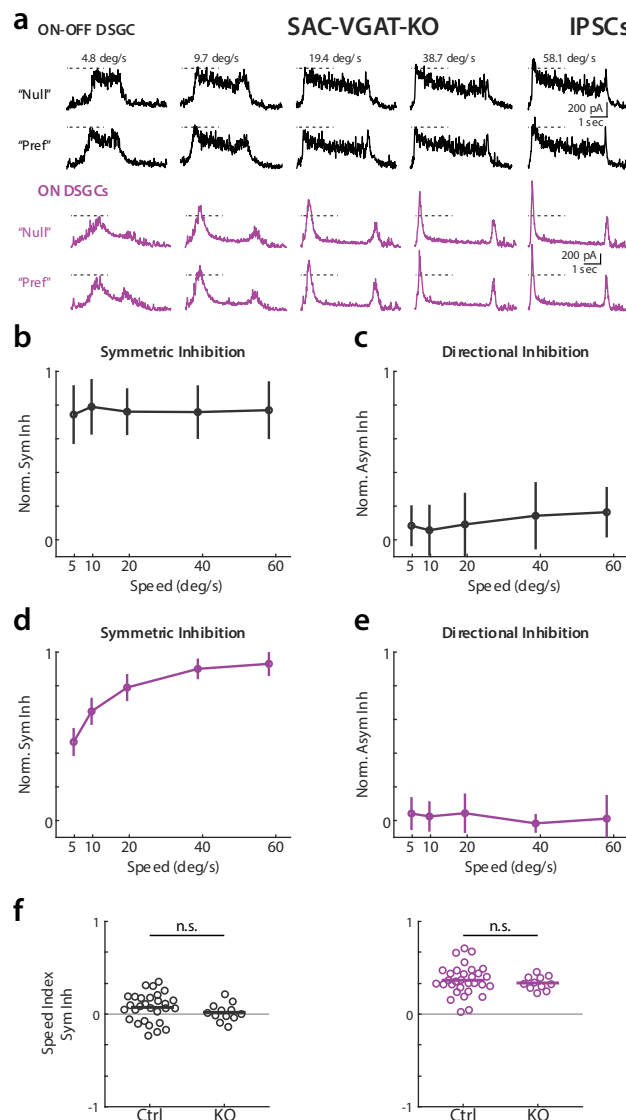 a ON-OFF DSGC SAC-VGAT-KO IPSCs
4.8 deg/s 9.7 deg/s 19.4 deg/s 38.7 deg/s 58.1 deg/s
“Null”
200 pA
1 sec
“Pref”
ON DSGCs
“Null”
200 pA
1 sec
“Pref”
b Symmetric Inhibition
1
Norm. Sym Inh
0
5 10 20 40 60
Speed (deg/s)
c Directional Inhibition
1
Norm. Asym Inh
0
5 10 20 40 60
Speed (deg/s)
d Symmetric Inhibition
1
Norm. Sym Inh
0
5 10 20 40 60
Speed (deg/s)
e Directional Inhibition
1
Norm. Asym Inh
0
5 10 20 40 60
Speed (deg/s)
f
1
n.s.
Speed Index
Sym Inh
0
-1
Ctrl KO
1
n.s.
0
-1
Ctrl KO